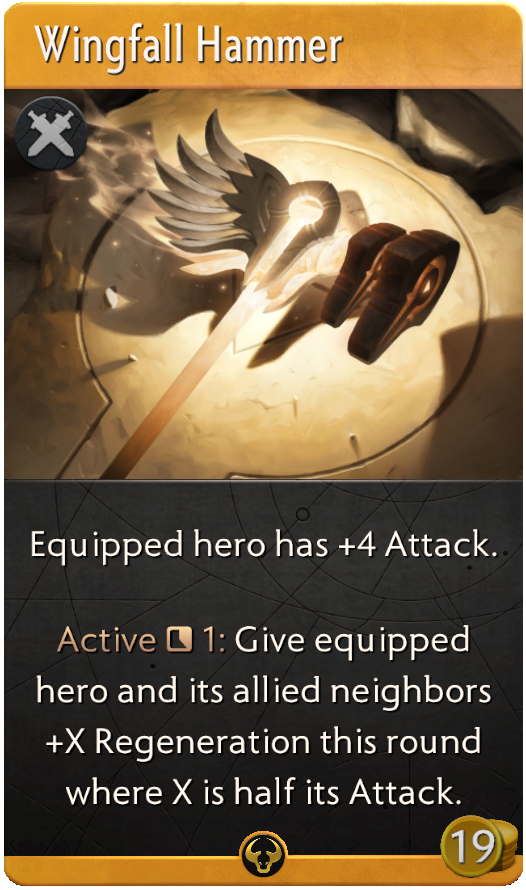 Wingfall Hammer
Equipped hero has +4 Attack.
Active 1: Give equipped
hero and its allied neighbors
+X Regeneration this round
where X is half its Attack.
19